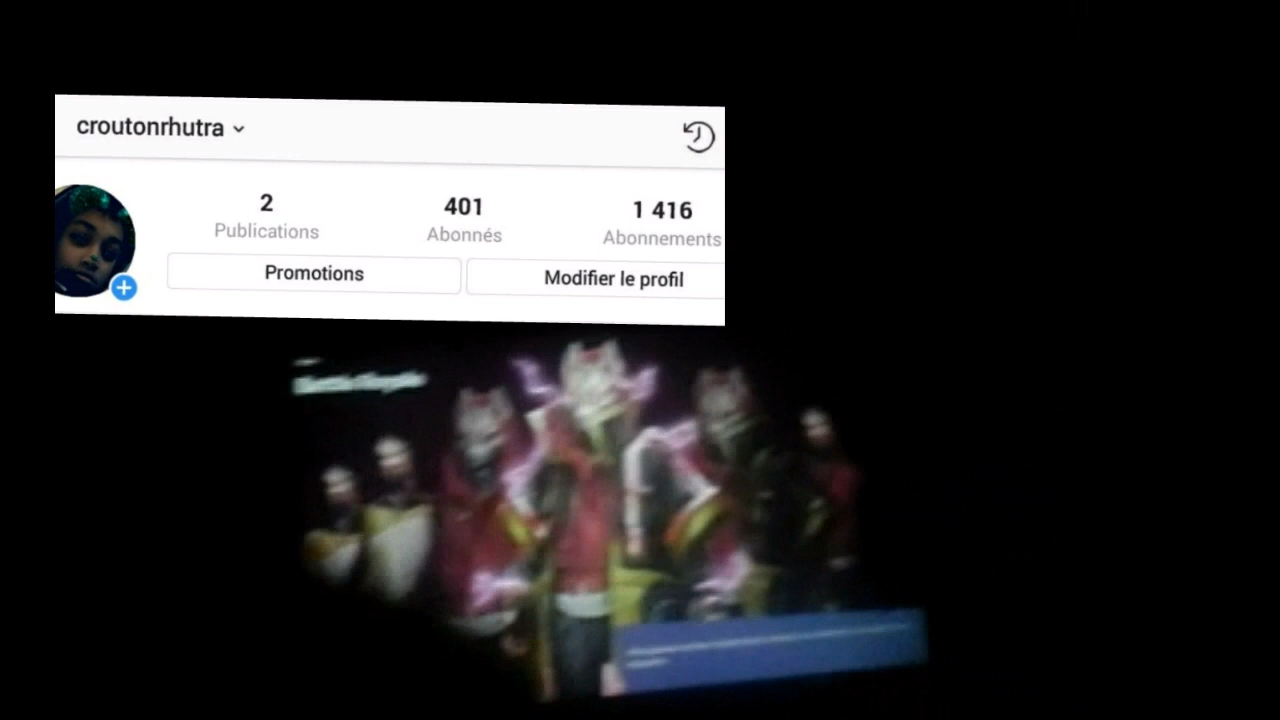 croutonrhutra
2 401 1 416
Publications Abonnés Abonnements
Promotions Modifier le profil